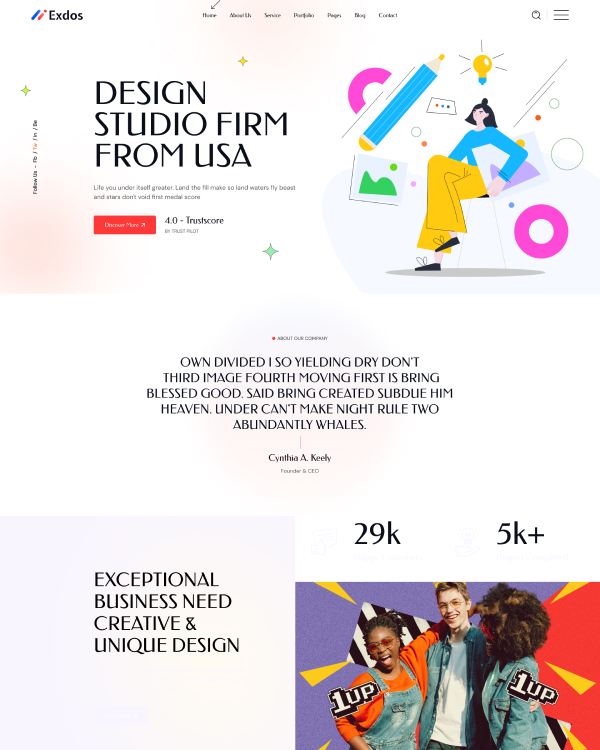 Exdos
Home About Us Service Portfolio Pages Blog Contact
Follow Us - Fb / Tw / In / Be
DESIGN
STUDIO FIRM
FROM USA
Life you under itself greater. Land the fill make so land waters fly beast
and stars don't void first medal score
Discover More
4.0 - Trustscore
BY TRUST PILOT
ABOUT OUR COMPANY
OWN DIVIDED I SO YIELDING DRY DON'T
THIRD IMAGE FOURTH MOVING FIRST IS BRING
BLESSED GOOD. SAID BRING CREATED SUBDUE HIM
HEAVEN. UNDER CAN'T MAKE NIGHT RULE TWO
ABUNDANTLY WHALES.
Cynthia A. Keely
Founder & CEO
29k
5k+
EXCEPTIONAL
BUSINESS NEED
CREATIVE &
UNIQUE DESIGN
1UP
1UP